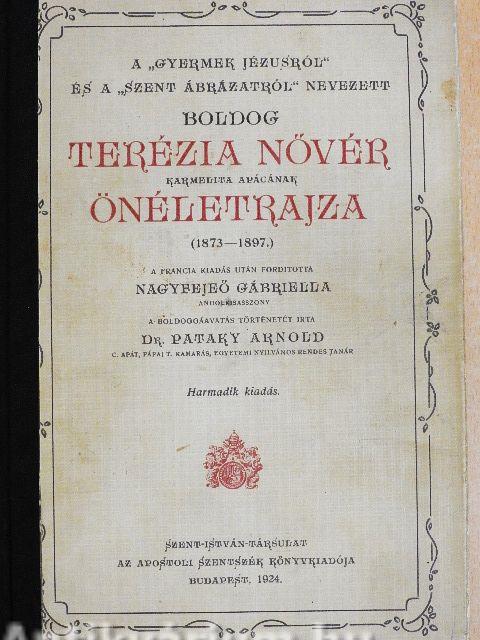 A „GYERMEK JÉZUSRÓL"
ÉS A „SZENT ÁBRÁZATRÓL" NEVEZETT
BOLDOG
TERÉZIA NŐVÉR
KARMELITA APÁCÁNAK
ÖNÉLETRAJZA
(1873—1897.)
A FRANCIA KIADÁS UTÁN FORDITOTTA
NAGYFEJEŐ GÁBRIELLA
ANGOLKISASSZONY
A BOLDOGGÁAVATÁS TÖRTÉNETÉT IRTA
DR. PATAKY ARNOLD
C. APÁT, PÁPAI T. KAMARÁS, EGYETEMI NYILVÁNOS RENDES TANÁR
Harmadik kiadás.
SZENT-ISTVÁN-TÁRSULAT
AZ APOSTOLI SZENTSZÉK KÖNYVKIADÓJA
BUDAPEST, 1924.